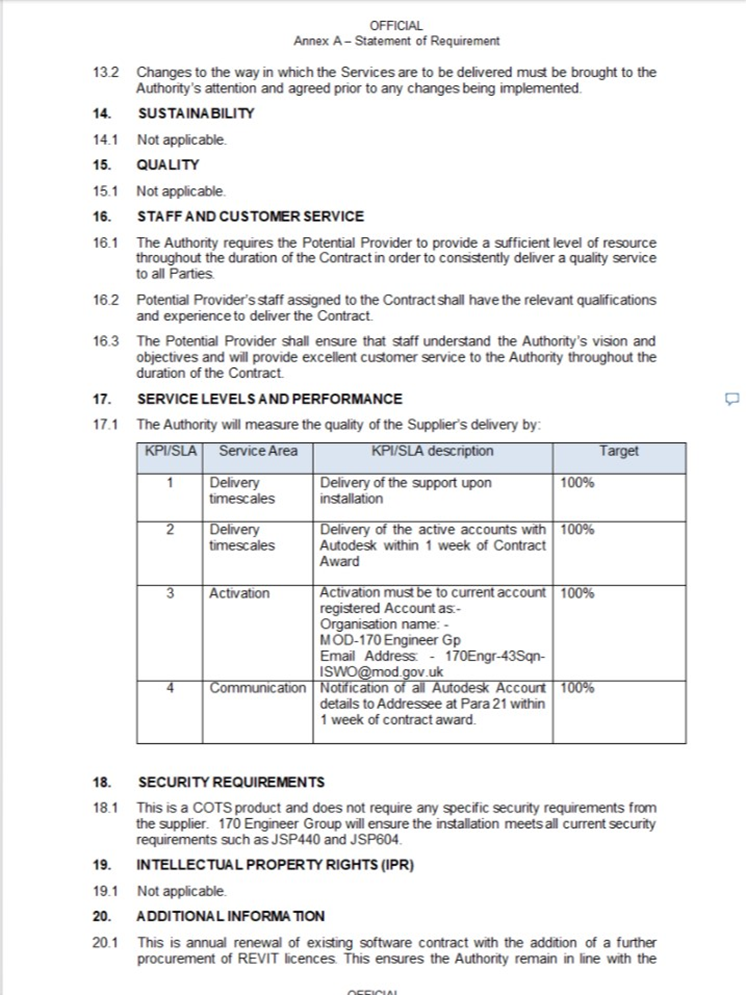 OFFICIAL
Annex A – Statement of Requirement
13.2 Changes to the way in which the Services are to be delivered must be brought to the
Authority's attention and agreed prior to any changes being implemented.
14. SUSTAINABILITY
14.1 Not applicable.
15. QUALITY
15.1 Not applicable.
16. STAFF AND CUSTOMER SERVICE
16.1 The Authority requires the Potential Provider to provide a sufficient level of resource
throughout the duration of the Contract in order to consistently deliver a quality service
to all Parties.
16.2 Potential Provider's staff assigned to the Contract shall have the relevant qualifications
and experience to deliver the Contract.
16.3 The Potential Provider shall ensure that staff understand the Authority's vision and
objectives and will provide excellent customer service to the Authority throughout the
duration of the Contract.
17. SERVICE LEVELS AND PERFORMANCE
17.1 The Authority will measure the quality of the Supplier's delivery by:
KPI/SLA Service Area KPI/SLA description Target
1 Delivery Delivery of the support upon 100%
timescales installation
2 Delivery Delivery of the active accounts with 100%
timescales Autodesk within 1 week of Contract
Award
3 Activation Activation must be to current account 100%
registered Account as:-
Organisation name: -
MOD-170 Engineer Gp
Email Address: - 170Engr-43Sqn-
ISWO@mod.gov.uk
4 Communication Notification of all Autodesk Account 100%
details to Addressee at Para 21 within
1 week of contract award.
18. SECURITY REQUIREMENTS
18.1 This is a COTS product and does not require any specific security requirements from
the supplier. 170 Engineer Group will ensure the installation meets all current security
requirements such as JSP440 and JSP604.
19. INTELLECTUAL PROPERTY RIGHTS (IPR)
19.1 Not applicable.
20. ADDITIONAL INFORMATION
20.1 This is annual renewal of existing software contract with the addition of a further
procurement of REVIT licences. This ensures the Authority remain in line with the
OFFICIAL